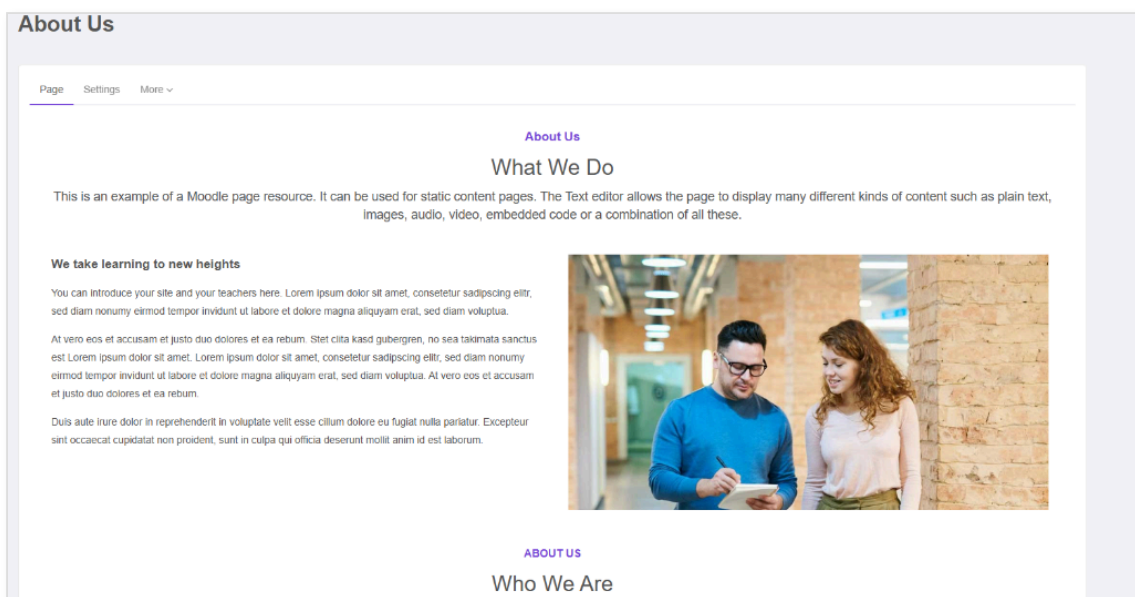 About Us
Page Settings More
About Us
What We Do
This is an example of a Moodle page resource. It can be used for static content pages. The Text editor allows the page to display many different kinds of content such as plain text,
images, audio, video, embedded code or a combination of all these.
We take learning to new heights
You can introduce your site and your teachers here. Lorem ipsum dolor sit amet, consetetur sadipscing elitr,
sed diam nonumy eirmod tempor invidunt ut labore et dolore magna aliquyam erat, sed diam voluptua.
At vero eos et accusam et justo duo dolores et ea rebum. Stet clita kasd gubergren, no sea takimata sanctus
est Lorem ipsum dolor sit amet. Lorem ipsum dolor sit amet, consetetur sadipscing elitr, sed diam nonumy
eirmod tempor invidunt ut labore et dolore magna aliquyam erat, sed diam voluptua. At vero eos et accusam
et justo duo dolores et ea rebum.
Duis aute irure dolor in reprehenderit in voluptate velit esse cillum dolore eu fugiat nulla pariatur. Excepteur
sint occaecat cupidatat non proident, sunt in culpa qui officia deserunt mollit anim id est laborum.
ABOUT US
Who We Are